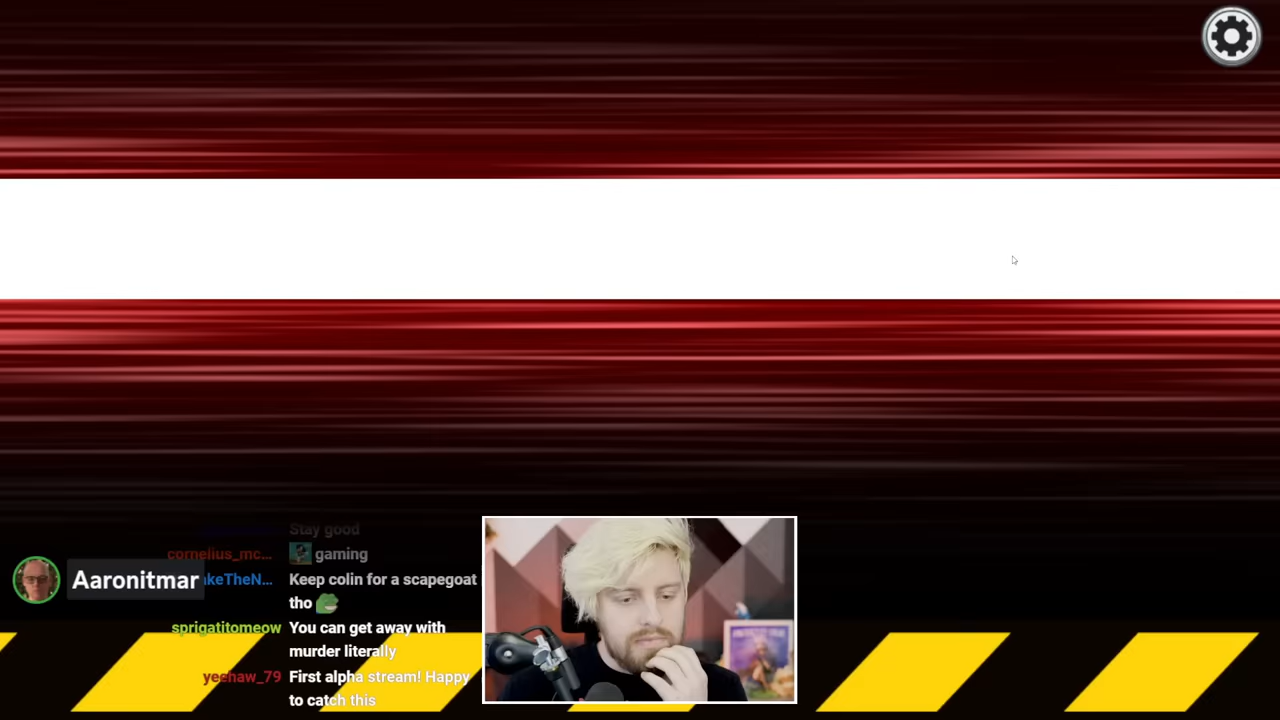 Stay good
cornelius_mc... gaming
akeTheN... Keep colin for a scapegoat
tho
Aaronitmar
sprigatitomeow You can get away with
murder literally
yeehaw_79 First alpha stream! Happy
to catch this